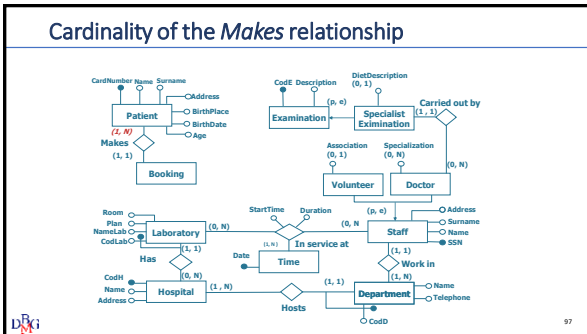 Cardinality of the Makes relationship
CardNumber Name Surname
Address
BirthPlace
BirthDate
Age
Patient
(1, N)
Makes
(1, 1)
Booking
CodE Description
DietDescription
(0, 1)
(p, e)
Examination
Specialist
Eximination
(1 , 1)
Carried out by
(0, N)
Association
(0, 1)
Specialization
(0, N)
Volunteer
Doctor
(p, e)
Address
Surname
Name
SSN
Staff
Room
Plan
NameLab
CodLab
Laboratory
(0, N)
StartTime
Duration
(0, N
In service at
(1, N)
Date
Time
(1, 1)
Has
(0, N)
CodH
Name
Address
Hospital
(1 , N)
Hosts
(1, 1)
(1, 1)
Work in
(1, N)
Department
Name
Telephone
CodD
DBMG
97